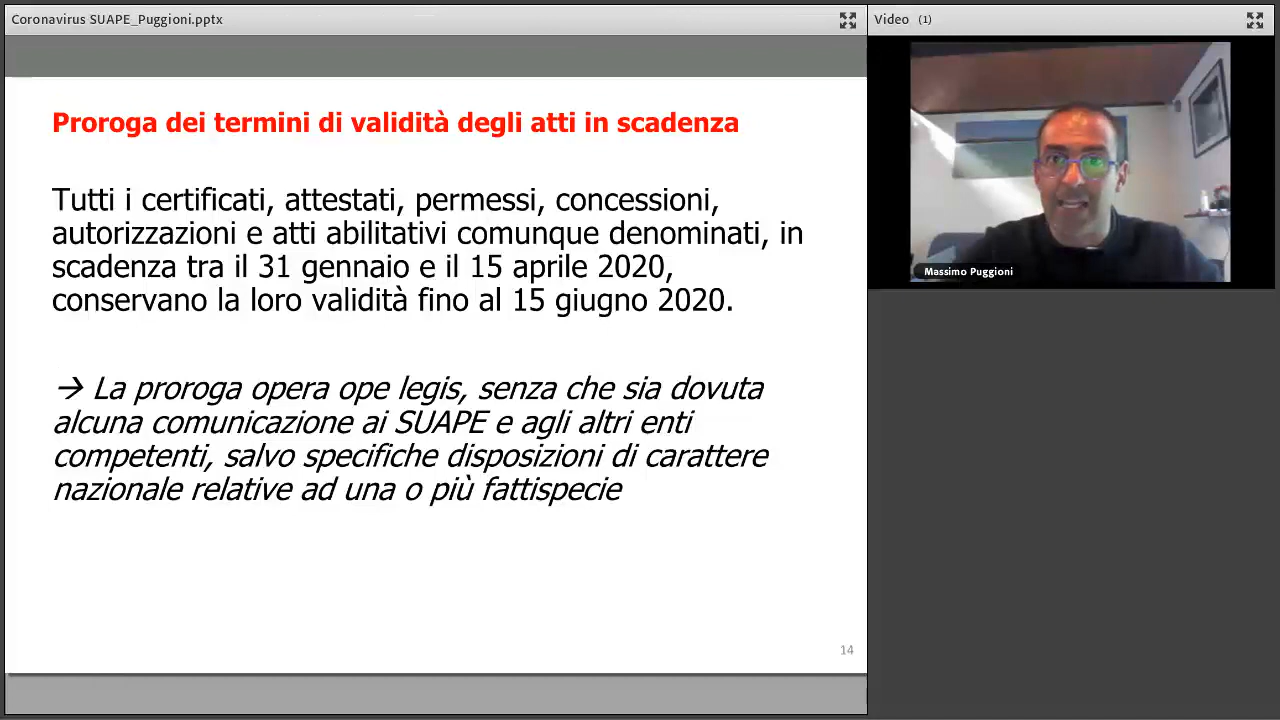 Coronavirus SUAPE_Puggioni.pptx
Video (1)
Proroga dei termini di validità degli atti in scadenza
Tutti i certificati, attestati, permessi, concessioni,
autorizzazioni e atti abilitativi comunque denominati, in
scadenza tra il 31 gennaio e il 15 aprile 2020,
conservano la loro validità fino al 15 giugno 2020.
→ La proroga opera ope legis, senza che sia dovuta
alcuna comunicazione ai SUAPE e agli altri enti
competenti, salvo specifiche disposizioni di carattere
nazionale relative ad una o più fattispecie
14
Massimo Puggioni